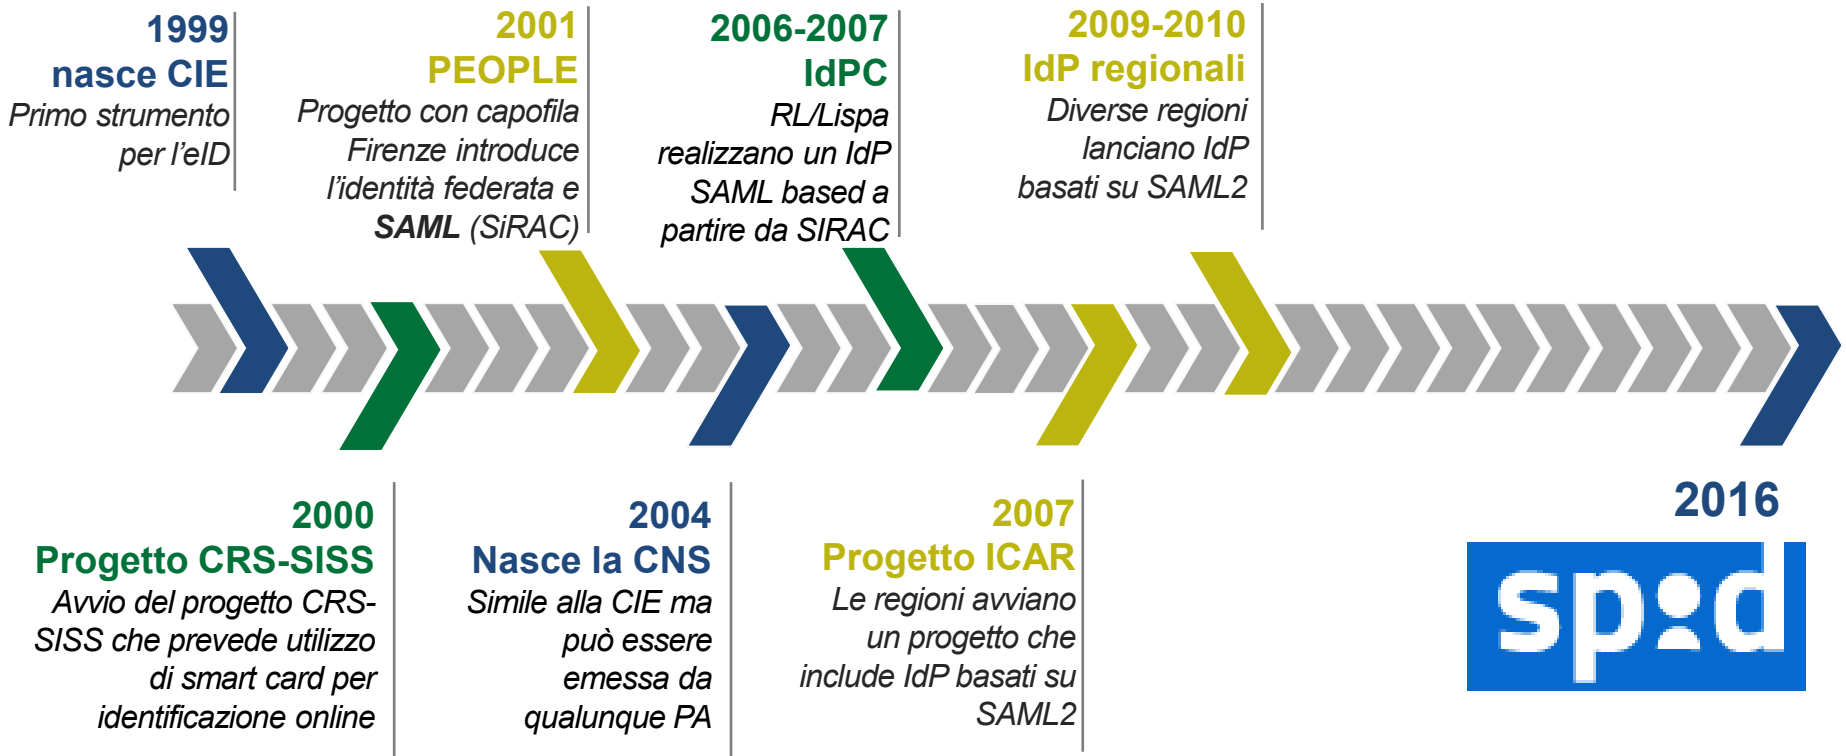 1999
nasce CIE
Primo strumento
per l'eID
2001
PEOPLE
Progetto con capofila
Firenze introduce
l'identità federata e
SAML (SiRAC)
2006-2007
IdPC
RL/Lispa
realizzano un IdP
SAML based a
partire da SIRAC
2009-2010
IdP regionali
Diverse regioni
lanciano IdP
basati su SAML2
2000
Progetto CRS-SISS
Avvio del progetto CRS-
SISS che prevede utilizzo
di smart card per
identificazione online
2004
Nasce la CNS
Simile alla CIE ma
può essere
emessa da
qualunque PA
2007
Progetto ICAR
Le regioni avviano
un progetto che
include IdP basati su
SAML2
2016
spid